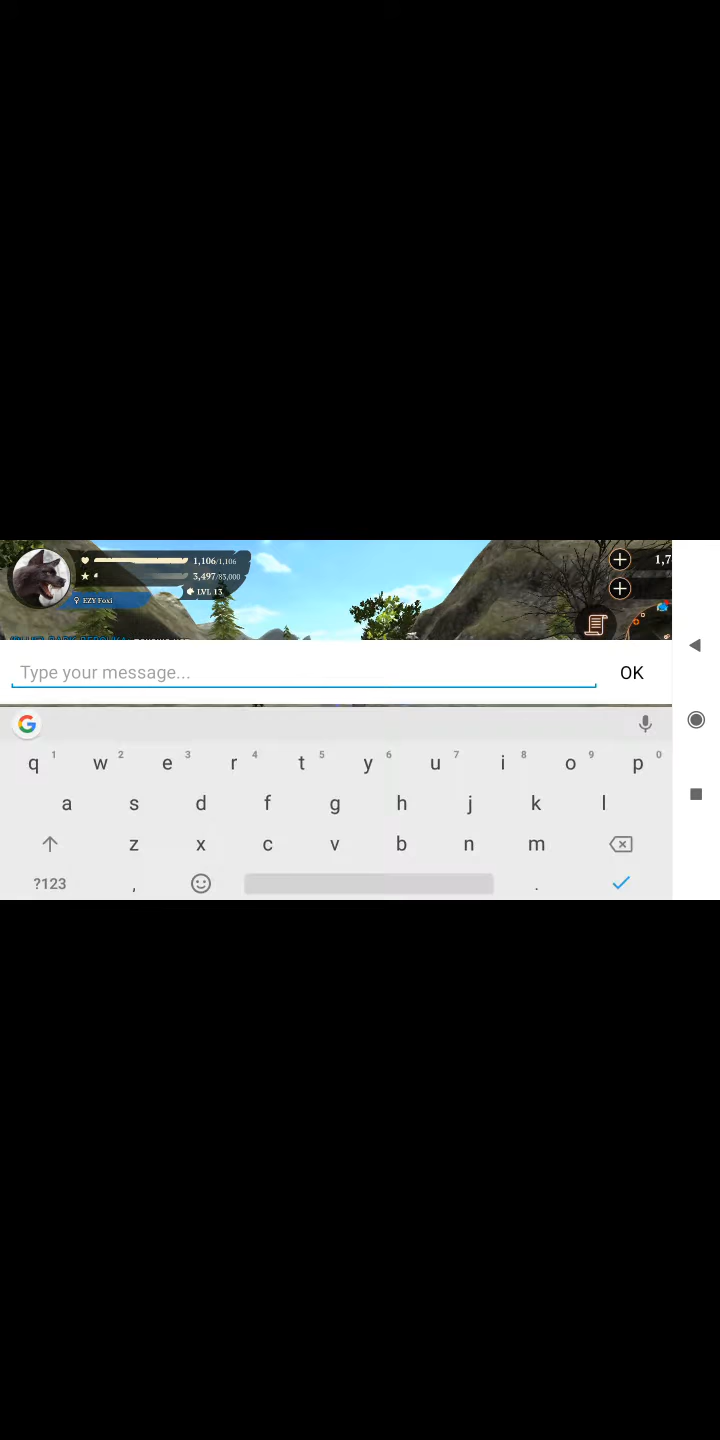 1,106/1,106
1,7
3,497/83,000
LVL 13
EZY Foxi
Type your message...
OK
G
q 1 w 2 e 3 r 4 t 5 y 6 u 7 i 8 o 9 p 0
a s d f g h j k l
z x c v b n m
?123 , .